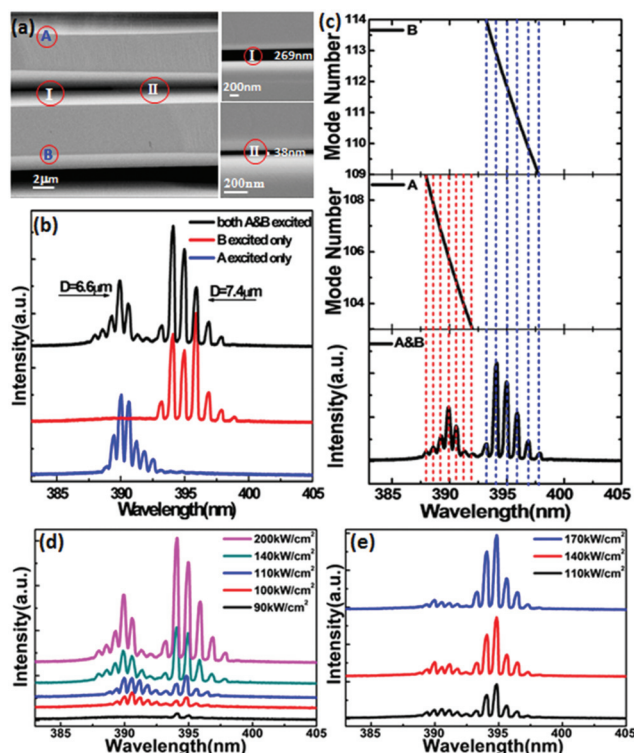 (a)
A
I
II
B
2μm
I
269nm
200nm
II
38nm
200nm
(b)
both A&B excited
B excited only
A excited only
D=6.6μm
D=7.4μm
Intensity(a.u.)
385 390 395 400 405
Wavelength(nm)
(c)
B
Mode Number
114
113
112
111
110
109
A
Mode Number
108
106
104
A&B
Intensity(a.u.)
385 390 395 400 405
Wavelength(nm)
(d)
200kW/cm²
140kW/cm²
110kW/cm²
100kW/cm²
90kW/cm²
Intensity(a.u.)
385 390 395 400 405
Wavelength(nm)
(e)
170kW/cm²
140kW/cm²
110kW/cm²
Intensity(a.u.)
385 390 395 400 405
Wavelength(nm)